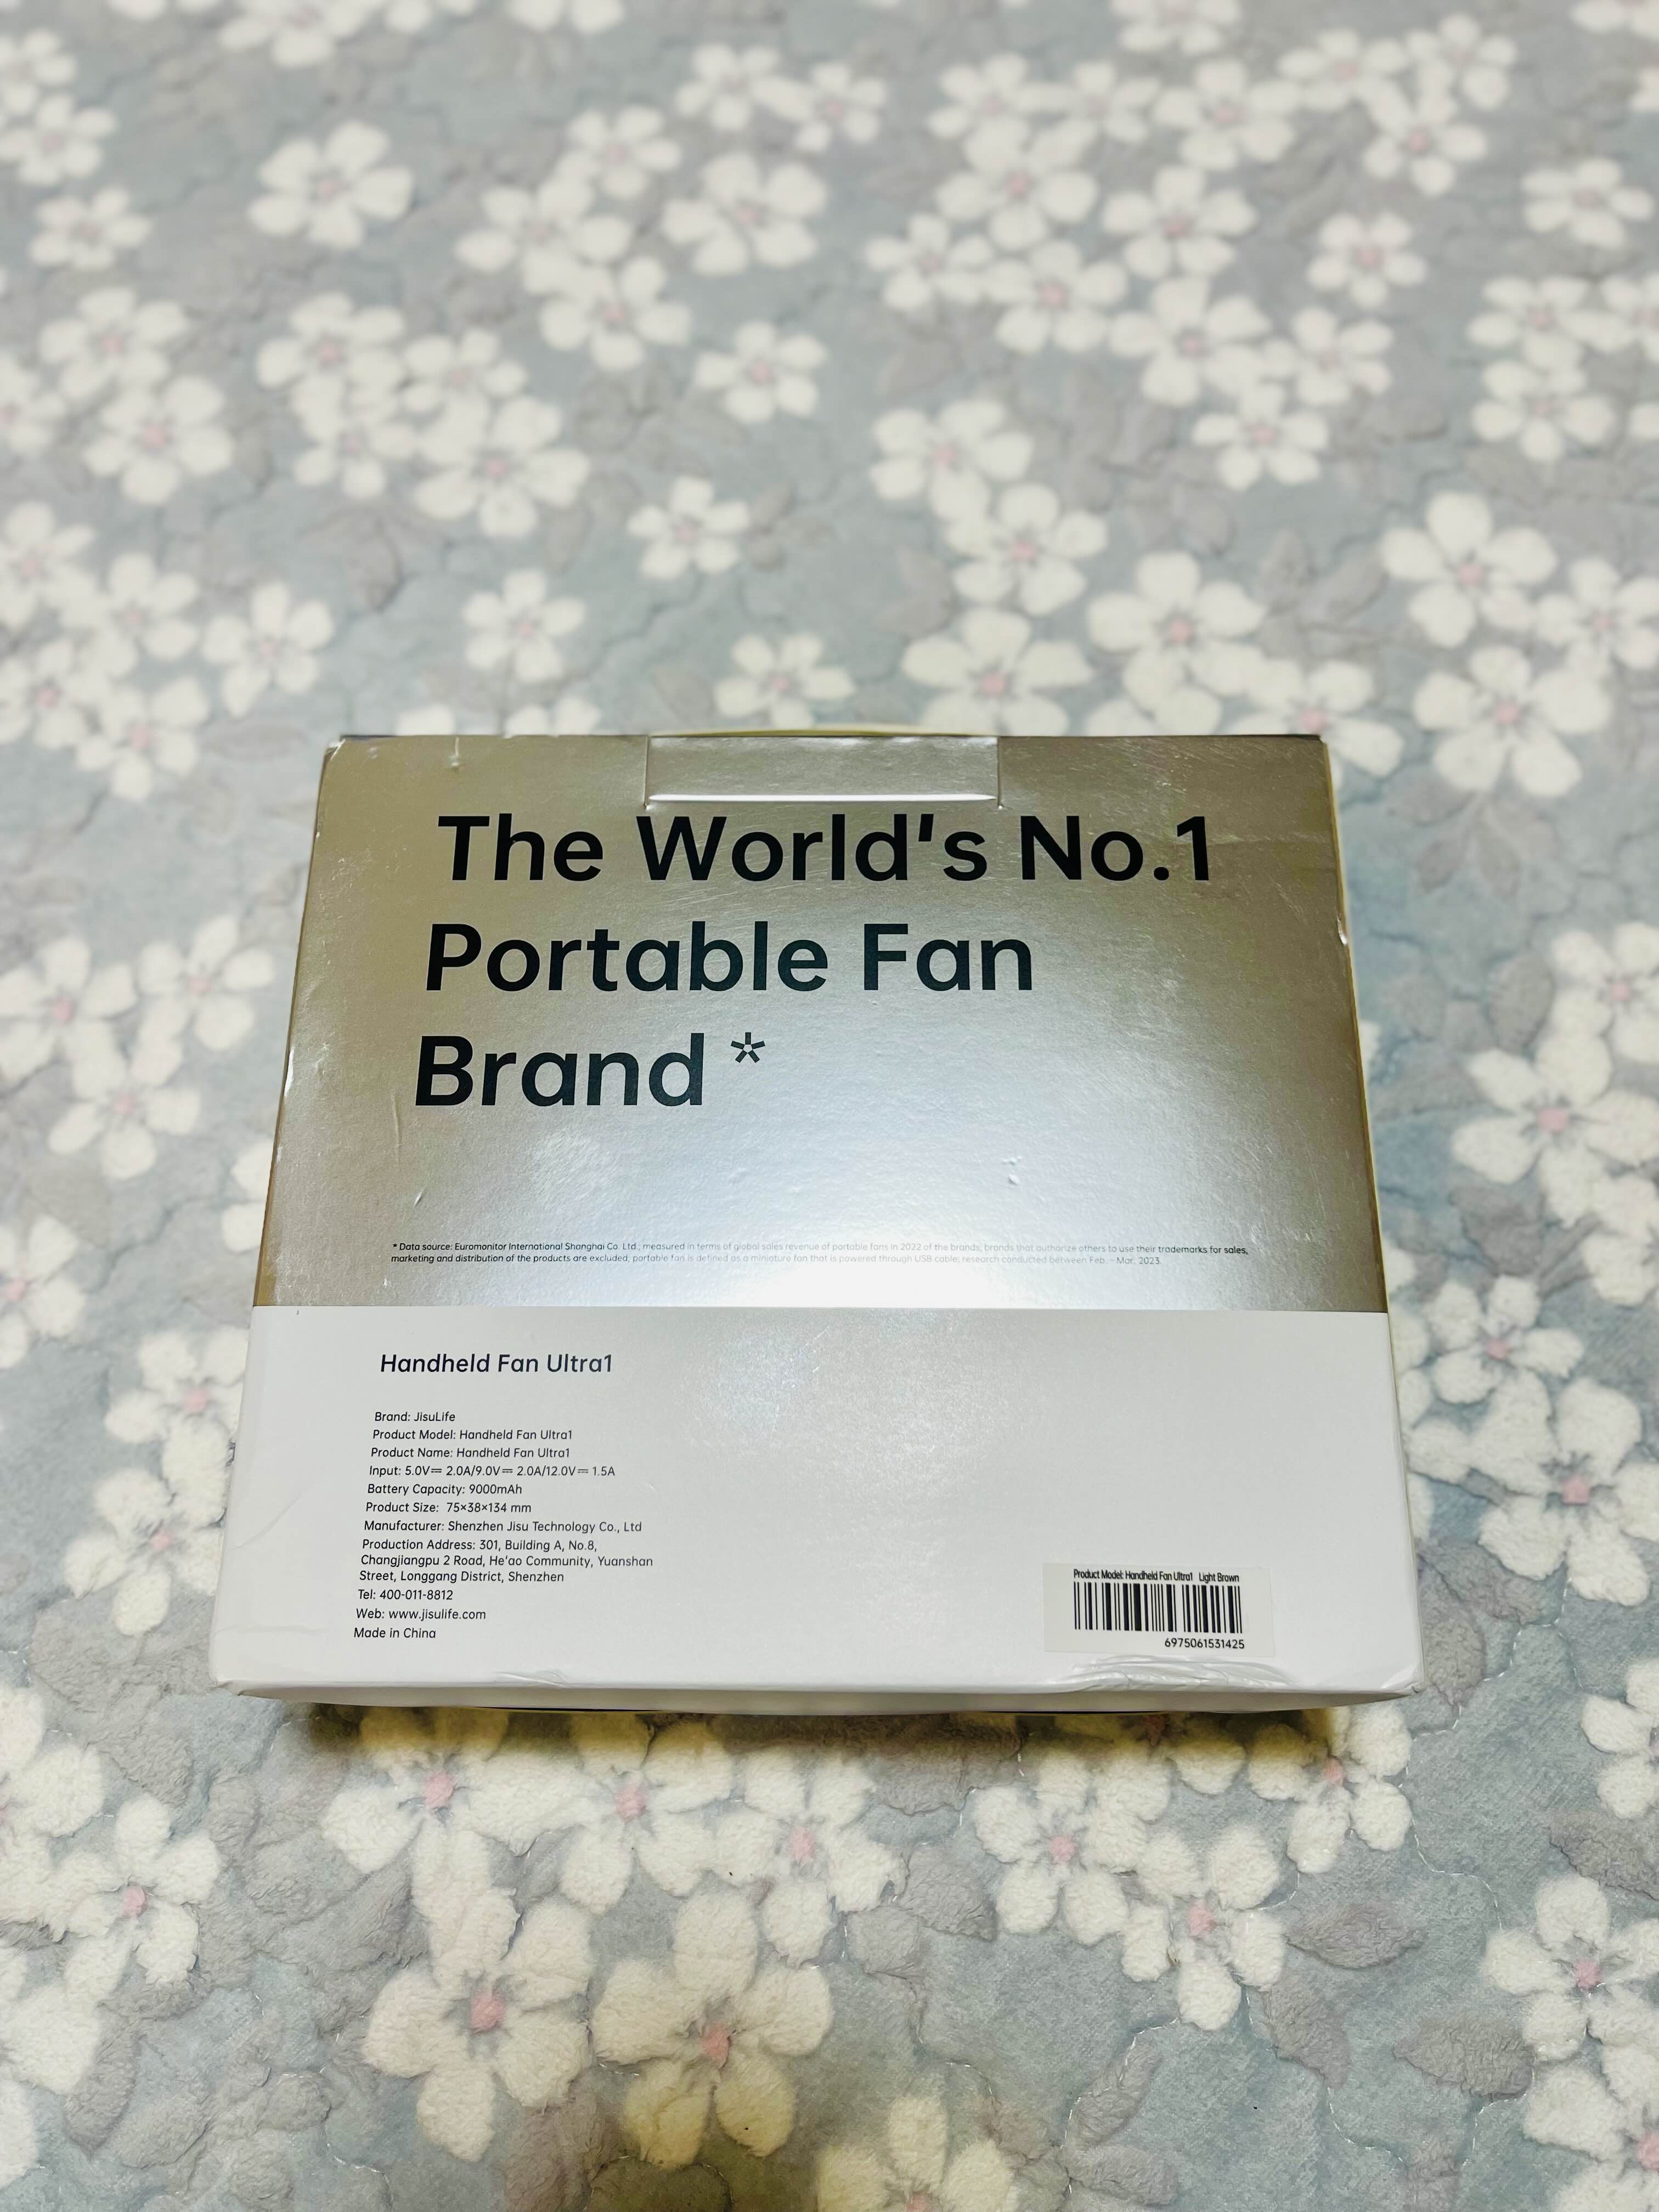 The World's No.1
Portable Fan
Brand *
* Data source: Euromonitor International Shanghai Co. Ltd.; measured in terms of global sales revenue of portable fans in 2022 of the brands; brands that authorize others to use their trademarks for sales,
marketing and distribution of the products are excluded; portable fan is defined as a miniature fan that is powered through USB cable; research conducted between Feb. - Mar. 2023.
Handheld Fan Ultra1
Brand: JisuLife
Product Model: Handheld Fan Ultra1
Product Name: Handheld Fan Ultra1
Input: 5.0V⎓ 2.0A/9.0V⎓ 2.0A/12.0V⎓ 1.5A
Battery Capacity: 9000mAh
Product Size: 75×38×134 mm
Manufacturer: Shenzhen Jisu Technology Co., Ltd
Production Address: 301, Building A, No.8,
Changjiangpu 2 Road, He'ao Community, Yuanshan
Street, Longgang District, Shenzhen
Tel: 400-011-8812
Web: www.jisulife.com
Made in China
Product Model: Handheld Fan Ultra1 Light Brown
6975061531425